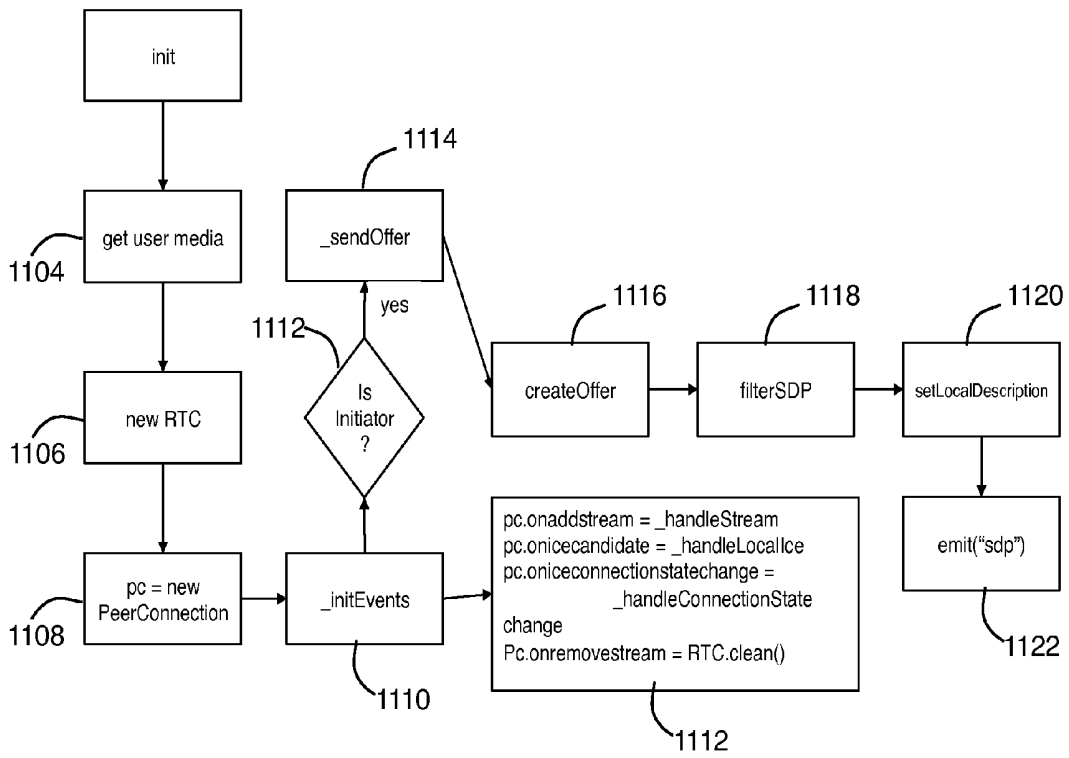 init
1114
get user media
_sendOffer
1104
yes
1116
1118
1120
1112
new RTC
Is
Initiator
?
createOffer
filterSDP
setLocalDescription
1106
pc = new
PeerConnection
_initEvents
pc.onaddstream = _handleStream
pc.onicecandidate = _handleLocalIce
pc.oniceconnectionstatechange =
_handleConnectionState
change
Pc.onremovestream = RTC.clean()
emit("sdp")
1108
1110
1112
1122